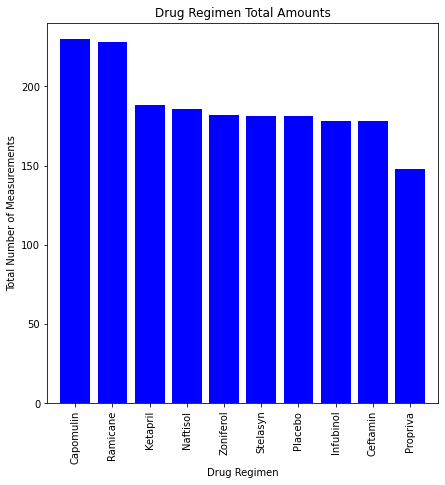 Drug Regimen Total Amounts
Total Number of Measurements
200
150
100
50
0
Capomulin
Ramicane
Ketapril
Naftisol
Zoniferol
Stelasyn
Placebo
Infubinol
Ceftamin
Propriva
Drug Regimen